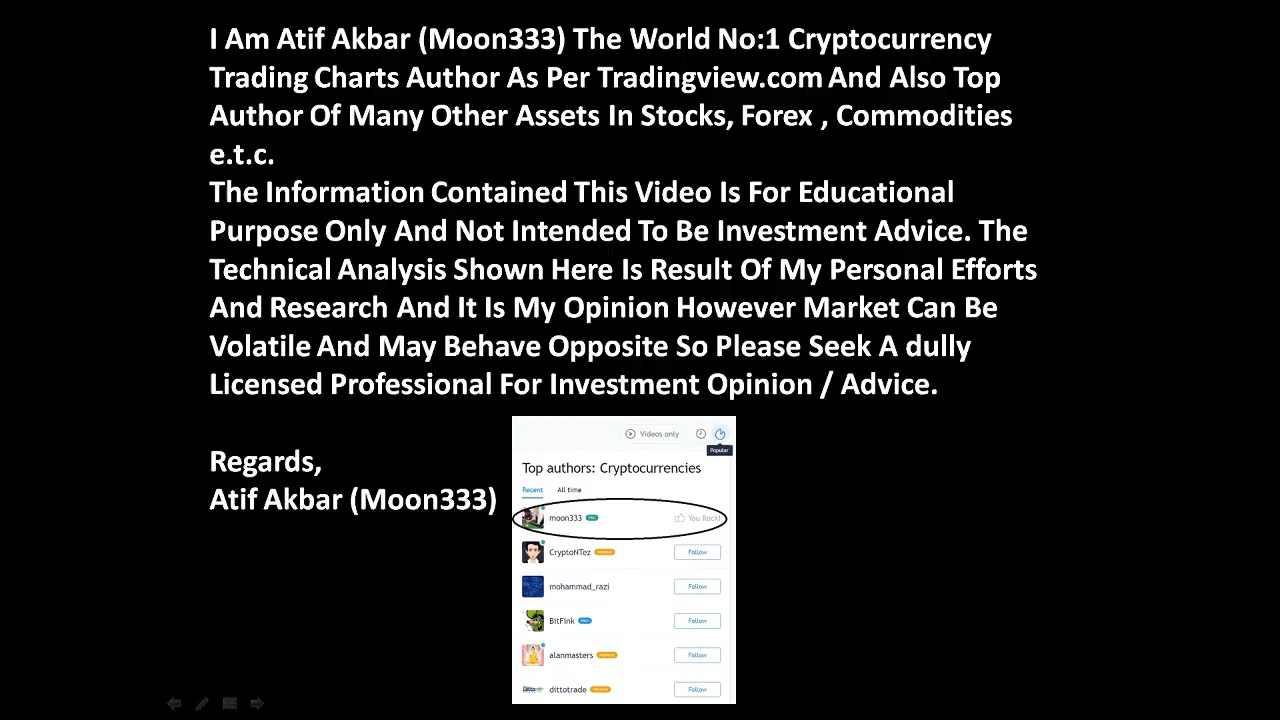 I Am Atif Akbar (Moon333) The World No:1 Cryptocurrency
Trading Charts Author As Per Tradingview.com And Also Top
Author Of Many Other Assets In Stocks, Forex , Commodities
e.t.c.
The Information Contained This Video Is For Educational
Purpose Only And Not Intended To Be Investment Advice. The
Technical Analysis Shown Here Is Result Of My Personal Efforts
And Research And It Is My Opinion However Market Can Be
Volatile And May Behave Opposite So Please Seek A dully
Licensed Professional For Investment Opinion / Advice.
Regards,
Atif Akbar (Moon333)
Videos only
Popular
Top authors: Cryptocurrencies
Recent All time
moon333 PRO You Rock!
CryptoNTez PREMIUM Follow
mohammad_razi Follow
BitFink PRO+ Follow
alanmasters PREMIUM Follow
dittotrade PREMIUM Follow